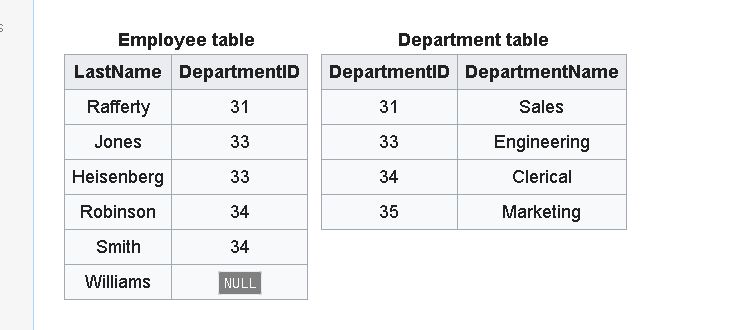 Employee table
LastName DepartmentID
Rafferty 31
Jones 33
Heisenberg 33
Robinson 34
Smith 34
Williams NULL
Department table
DepartmentID DepartmentName
31 Sales
33 Engineering
34 Clerical
35 Marketing